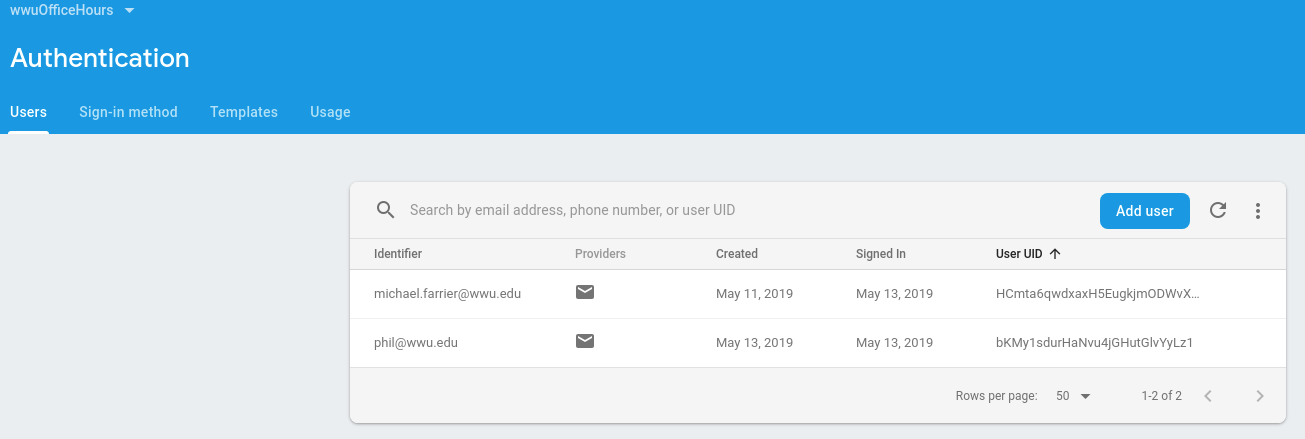 wwuOfficeHours
Authentication
Users Sign-in method Templates Usage
Search by email address, phone number, or user UID Add user
Identifier Providers Created Signed In User UID
michael.farrier@wwu.edu May 11, 2019 May 13, 2019 HCmta6qwdxaxH5EugkjmODWvX...
phil@wwu.edu May 13, 2019 May 13, 2019 bKMy1sdurHaNvu4jGHutGlvYyLz1
Rows per page: 50 1-2 of 2